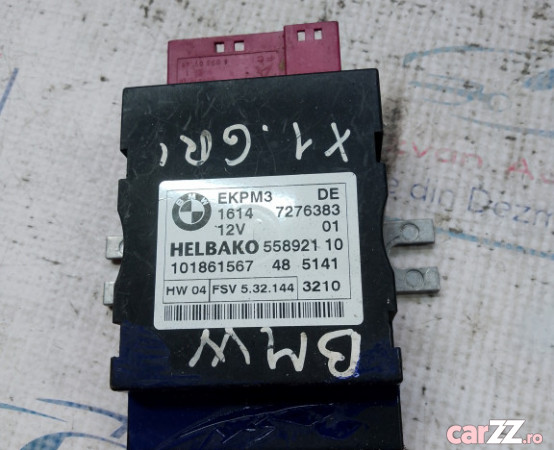 X1.GRI
BMW
EKPM3 DE
1614 7276383
12V 01
HELBAKO 558921 10
101861567 48 5141
HW 04 FSV 5.32.144 3210
BMW
carZZ.ro